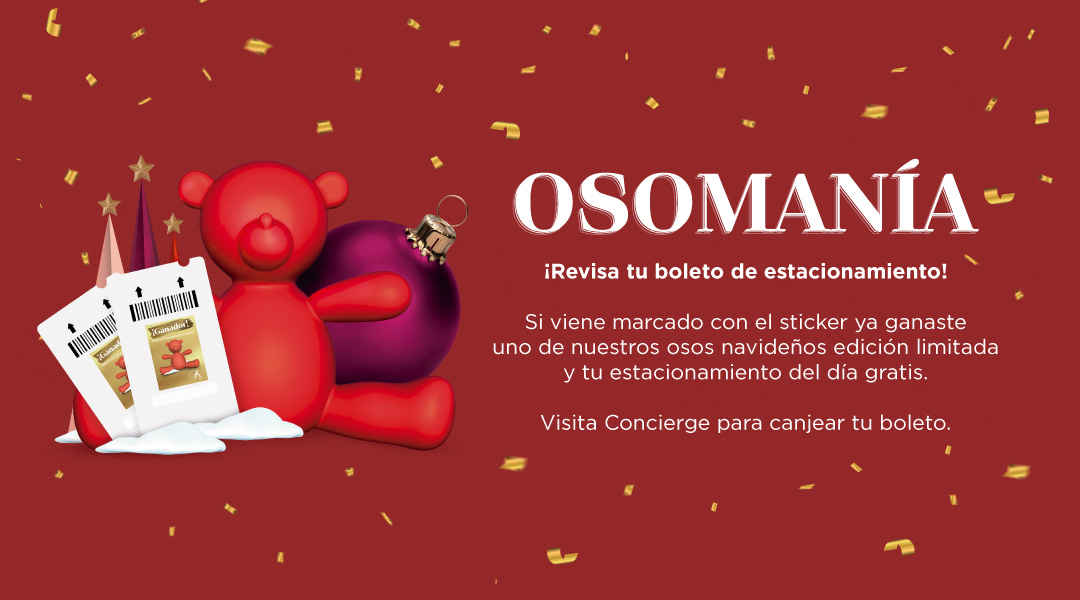 OSOMANÍA
¡Revisa tu boleto de estacionamiento!
Si viene marcado con el sticker ya ganaste
uno de nuestros osos navideños edición limitada
y tu estacionamiento del día gratis.
Visita Concierge para canjear tu boleto.
¡Ganador!